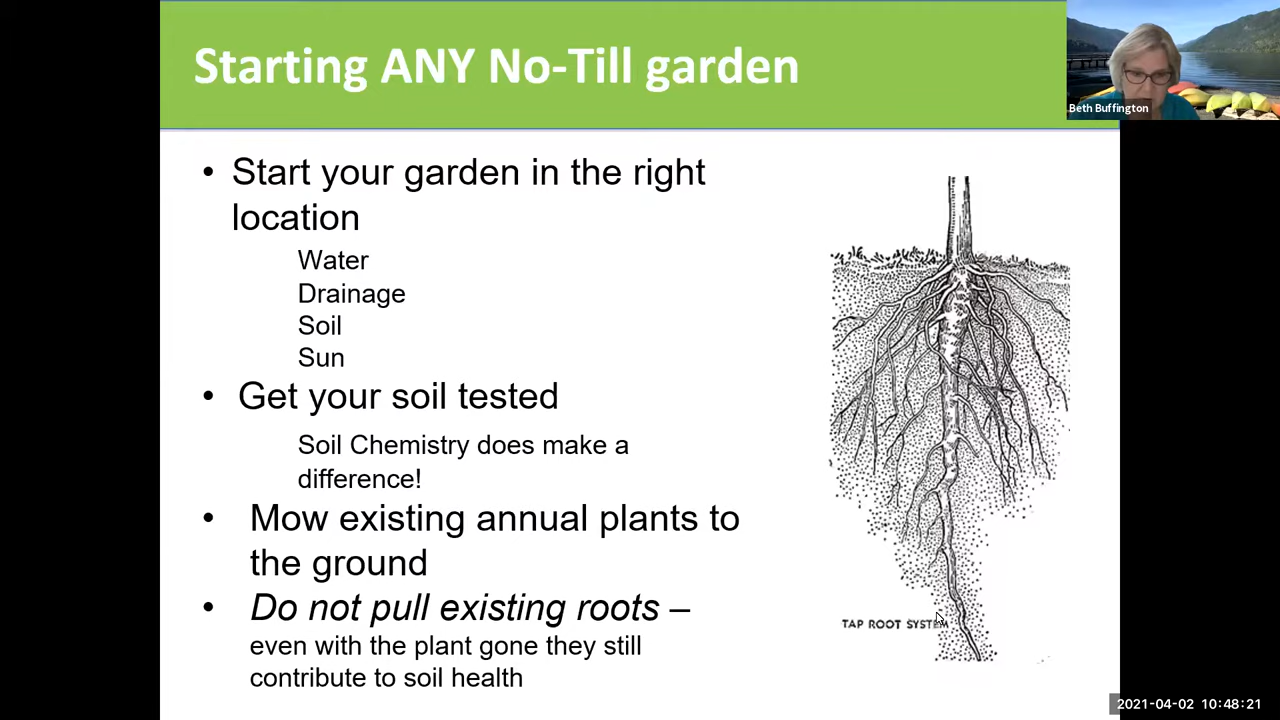 Starting ANY No-Till garden
Beth Buffington
• Start your garden in the right
location
Water
Drainage
Soil
Sun
• Get your soil tested
Soil Chemistry does make a
difference!
• Mow existing annual plants to
the ground
• Do not pull existing roots –
even with the plant gone they still
contribute to soil health
TAP ROOT SYSTEM
2021-04-02 10:48:21